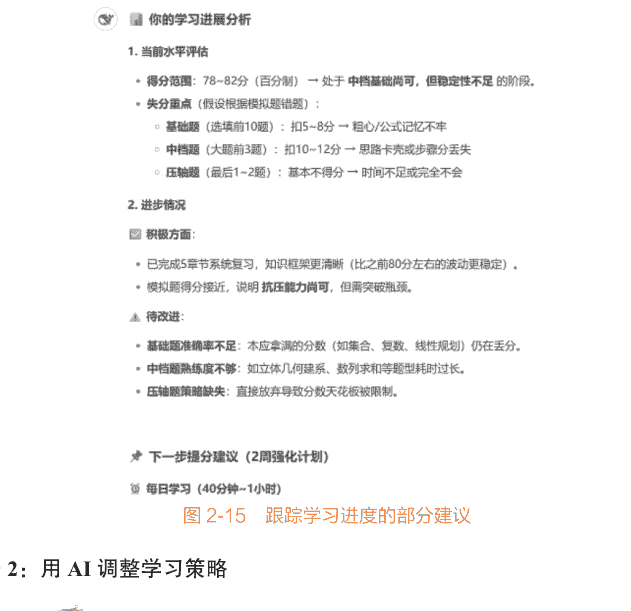 你的学习进展分析
1. 当前水平评估
• 得分范围：78~82分（百分制）→ 处于 中档基础尚可，但稳定性不足 的阶段。
• 失分重点（假设根据模拟题错题）：
○ 基础题（选填前10题）：扣5~8分 → 粗心/公式记忆不牢
○ 中档题（大题前3题）：扣10~12分 → 思路卡壳或步骤分丢失
○ 压轴题（最后1~2题）：基本不得分 → 时间不足或完全不会
2. 进步情况
积极方面：
• 已完成5章节系统复习，知识框架更清晰（比之前80分左右的波动更稳定）。
• 模拟题得分接近，说明 抗压能力尚可，但需突破瓶颈。
待改进：
• 基础题准确率不足：本应拿满的分数（如集合、复数、线性规划）仍在丢分。
• 中档题熟练度不够：如立体几何建系、数列求和等题型耗时过长。
• 压轴题策略缺失：直接放弃导致分数天花板被限制。
下一步提分建议（2周强化计划）
每日学习（40分钟~1小时）
图 2-15 跟踪学习进度的部分建议
2：用 AI 调整学习策略